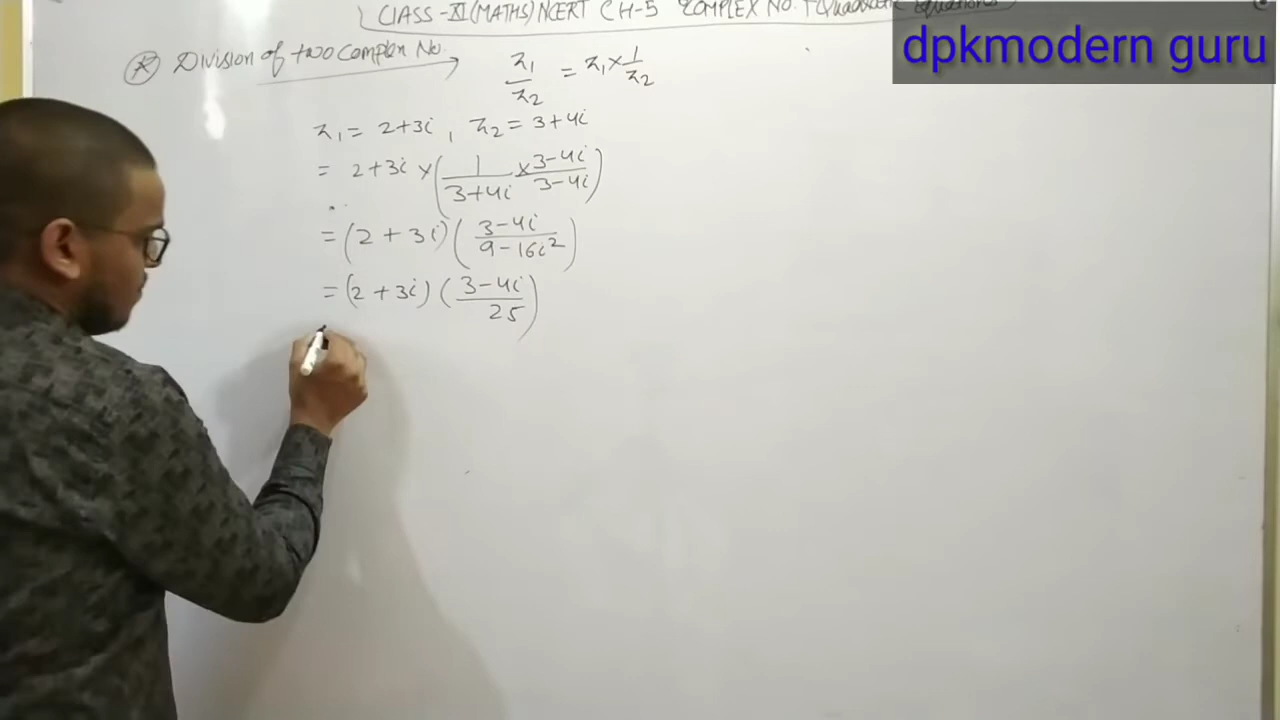 CLASS-XI (MATHS) NCERT CH-5 COMPLEX NO. + Quadratic Equations
dpkmodern guru
* Division of two Complex No. → z₁/z₂ = z₁ × 1/z₂
z₁ = 2+3i , z₂ = 3+4i
= 2+3i × (1/3+4i × 3-4i/3-4i)
= (2 + 3i) (3-4i/9-16i²)
= (2 + 3i) (3-4i/25)